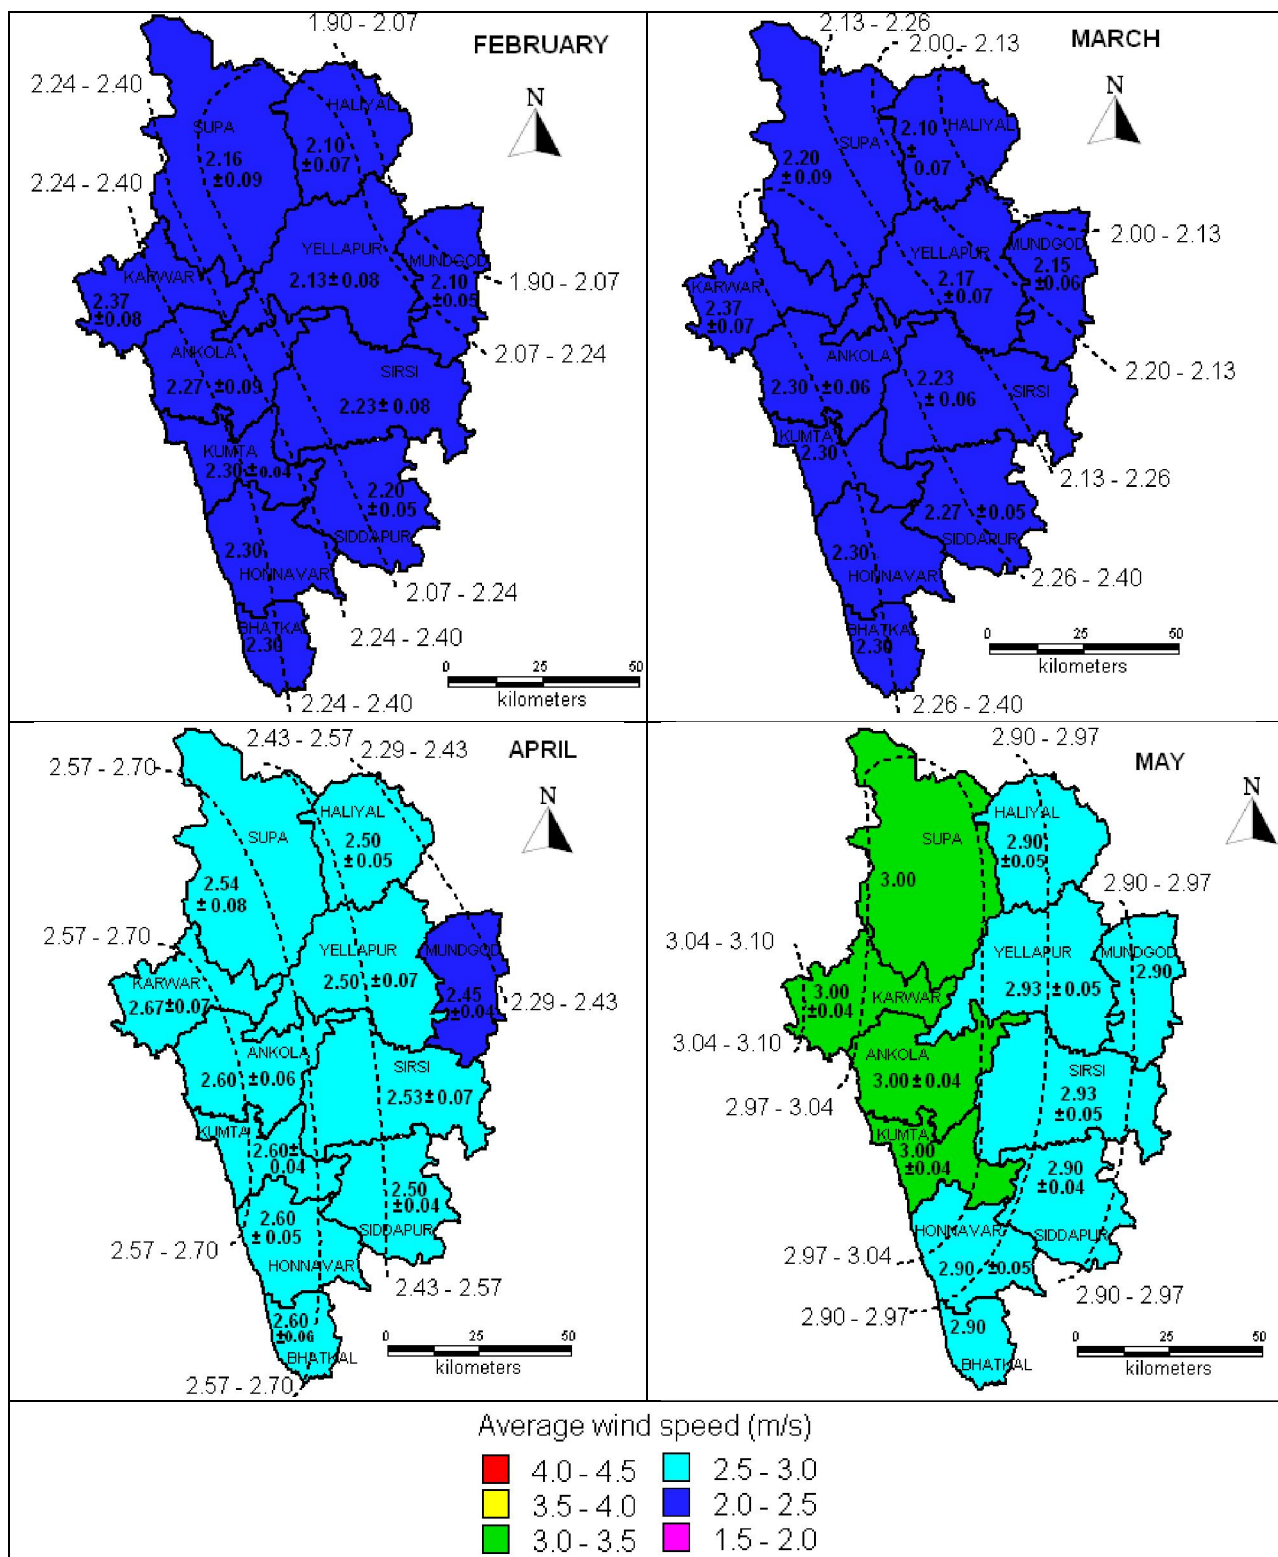 FEBRUARY
1.90 - 2.07
2.24 - 2.40
N
HALIYAL
2.10
±0.07
SUPA
2.16
±0.09
2.24 - 2.40
YELLAPUR
2.13±0.08
MUNDGOD
2.10
±0.05
1.90 - 2.07
KARWAR
2.37
±0.08
2.07 - 2.24
ANKOLA
2.27 ±0.09
SIRSI
2.23±0.08
KUMTA
2.30±0.04
2.20
±0.05
SIDDAPUR
2.30
HONNAVAR
2.07 - 2.24
BHATKAL
2.30
2.24 - 2.40
0 25 50
kilometers
2.24 - 2.40
MARCH
2.13 - 2.26
2.00 - 2.13
N
2.10
±
0.07
HALIYAL
SUPA
2.20
±0.09
2.00 - 2.13
YELLAPUR
2.17
±0.07
MUNDGOD
2.15
±0.06
KARWAR
2.37
±0.07
2.20 - 2.13
ANKOLA
2.30 ±0.06
2.23
±0.06
SIRSI
KUMTA
2.30
2.13 - 2.26
2.27 ±0.05
SIDDAPUR
2.30
HONNAVAR
2.26 - 2.40
BHATKAL
2.30
0 25 50
kilometers
2.26 - 2.40
APRIL
2.43 - 2.57
2.29 - 2.43
2.57 - 2.70
N
HALIYAL
2.50
±0.05
SUPA
2.54
±0.08
2.57 - 2.70
YELLAPUR
2.50 ±0.07
MUNDGOD
2.45
±0.04
2.29 - 2.43
KARWAR
2.67±0.07
ANKOLA
2.60 ±0.06
SIRSI
2.53±0.07
KUMTA
2.60±
0.04
2.50
±0.04
SIDDAPUR
2.60
±0.05
HONNAVAR
2.57 - 2.70
2.43 - 2.57
2.60
±0.06
BHATKAL
0 25 50
kilometers
2.57 - 2.70
MAY
2.90 - 2.97
N
HALIYAL
2.90
±0.05
SUPA
3.00
2.90 - 2.97
3.04 - 3.10
YELLAPUR
2.93 ±0.05
MUNDGOD
2.90
3.00
±0.04
KARWAR
3.04 - 3.10
ANKOLA
3.00±0.04
SIRSI
2.93
±0.05
2.97 - 3.04
KUMTA
3.00
±0.04
2.90
±0.04
SIDDAPUR
HONNAVAR
2.90 ±0.05
2.97 - 3.04
2.90 - 2.97
2.90 - 2.97
2.90
BHATKAL
0 25 50
kilometers
Average wind speed (m/s)
4.0 - 4.5 2.5 - 3.0
3.5 - 4.0 2.0 - 2.5
3.0 - 3.5 1.5 - 2.0